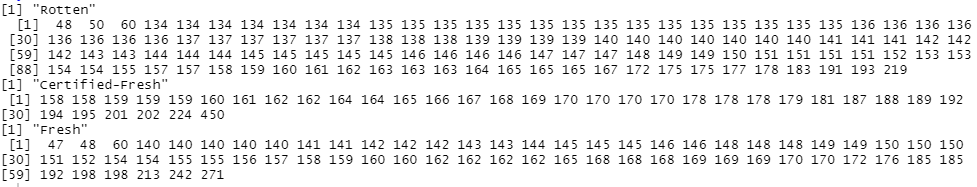 [1] "Rotten"
[1] 48 50 60 134 134 134 134 134 134 134 135 135 135 135 135 135 135 135 135 135 135 135 135 135 135 136 136 136 136
[30] 136 136 136 136 137 137 137 137 137 137 138 138 138 139 139 139 139 140 140 140 140 140 140 140 141 141 141 142 142
[59] 142 143 143 144 144 144 145 145 145 145 145 146 146 146 146 147 147 147 148 149 149 150 151 151 151 151 152 153 153
[88] 154 154 155 157 157 158 159 160 161 162 163 163 163 164 165 165 165 167 172 175 175 177 178 183 191 193 219
[1] "Certified-Fresh"
[1] 158 158 159 159 159 160 161 162 162 164 164 165 166 167 168 169 170 170 170 170 178 178 178 179 181 187 188 189 192
[30] 194 195 201 202 224 450
[1] "Fresh"
[1] 47 48 60 140 140 140 140 140 141 141 142 142 142 143 143 144 145 145 145 146 146 148 148 148 149 149 150 150 150
[30] 151 152 154 154 155 155 156 157 158 159 160 160 162 162 162 162 165 168 168 168 169 169 169 170 170 172 176 185 185
[59] 192 198 198 213 242 271